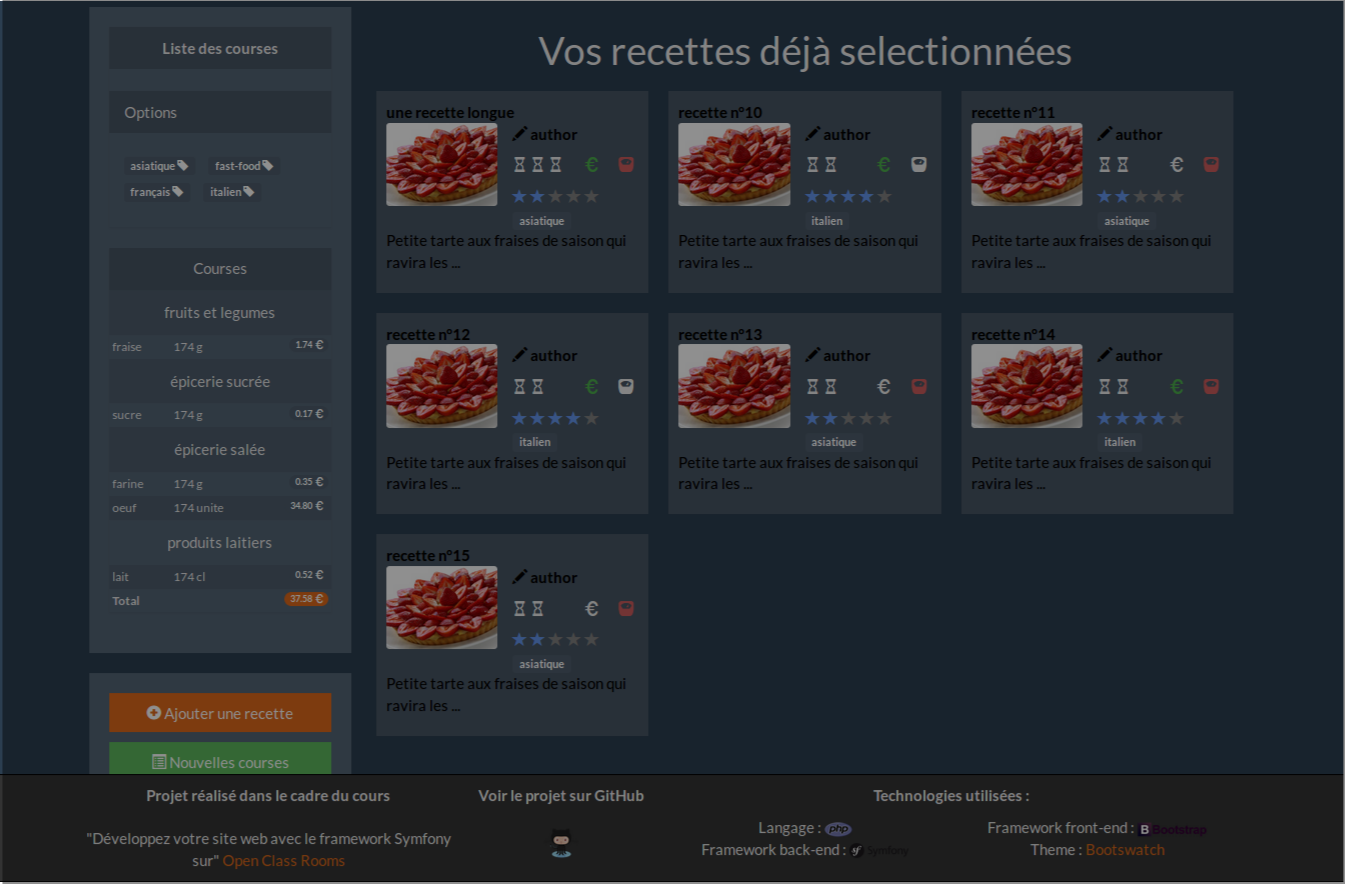 Liste des courses
Options
asiatique
fast-food
français
italien
Courses
fruits et legumes
fraise 174 g 1.74 €
épicerie sucrée
sucre 174 g 0.17 €
épicerie salée
farine 174 g 0.35 €
oeuf 174 unite 34.80 €
produits laitiers
lait 174 cl 0.52 €
Total 37.58 €
Ajouter une recette
Nouvelles courses
Vos recettes déjà selectionnées
une recette longue
author
€
asiatique
Petite tarte aux fraises de saison qui
ravira les ...
recette n°10
author
€
italien
Petite tarte aux fraises de saison qui
ravira les ...
recette n°11
author
€
asiatique
Petite tarte aux fraises de saison qui
ravira les ...
recette n°12
author
€
italien
Petite tarte aux fraises de saison qui
ravira les ...
recette n°13
author
€
asiatique
Petite tarte aux fraises de saison qui
ravira les ...
recette n°14
author
€
italien
Petite tarte aux fraises de saison qui
ravira les ...
recette n°15
author
€
asiatique
Petite tarte aux fraises de saison qui
ravira les ...
Projet réalisé dans le cadre du cours
"Développez votre site web avec le framework Symfony
sur" Open Class Rooms
Voir le projet sur GitHub
Technologies utilisées :
Langage : php
Framework back-end : sf Symfony
Framework front-end : B Bootstrap
Theme : Bootswatch